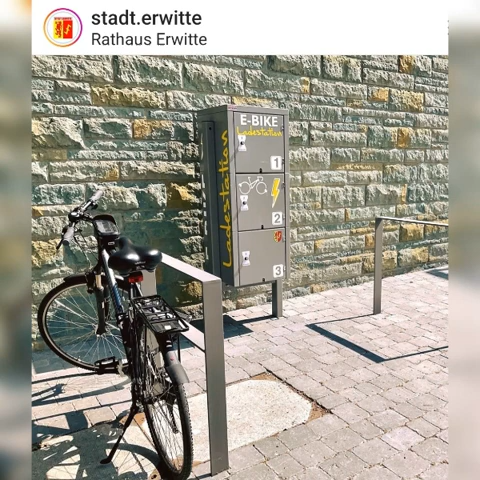 stadt.erwitte
Rathaus Erwitte
E-BIKE
Ladestation
1
Ladestation
2
3